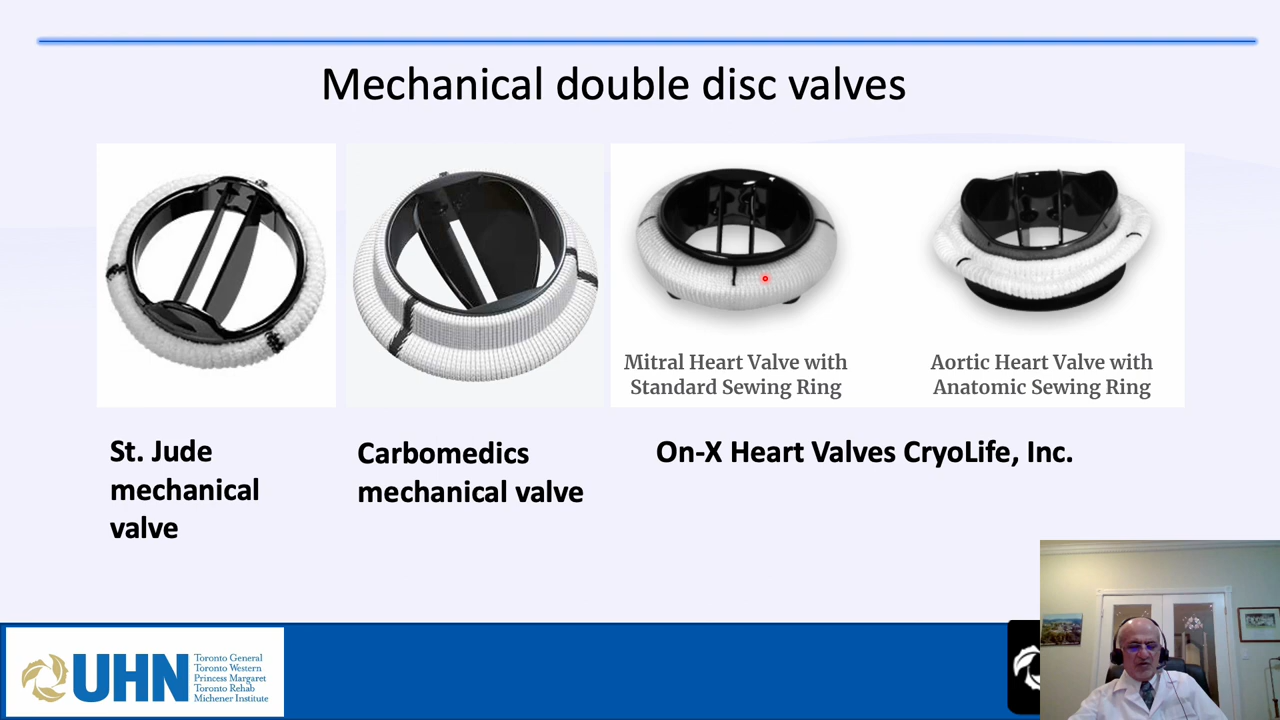 Mechanical double disc valves
Mitral Heart Valve with
Standard Sewing Ring
Aortic Heart Valve with
Anatomic Sewing Ring
St. Jude
mechanical
valve
Carbomedics
mechanical valve
On-X Heart Valves CryoLife, Inc.
UHN
Toronto General
Toronto Western
Princess Margaret
Toronto Rehab
Michener Institute